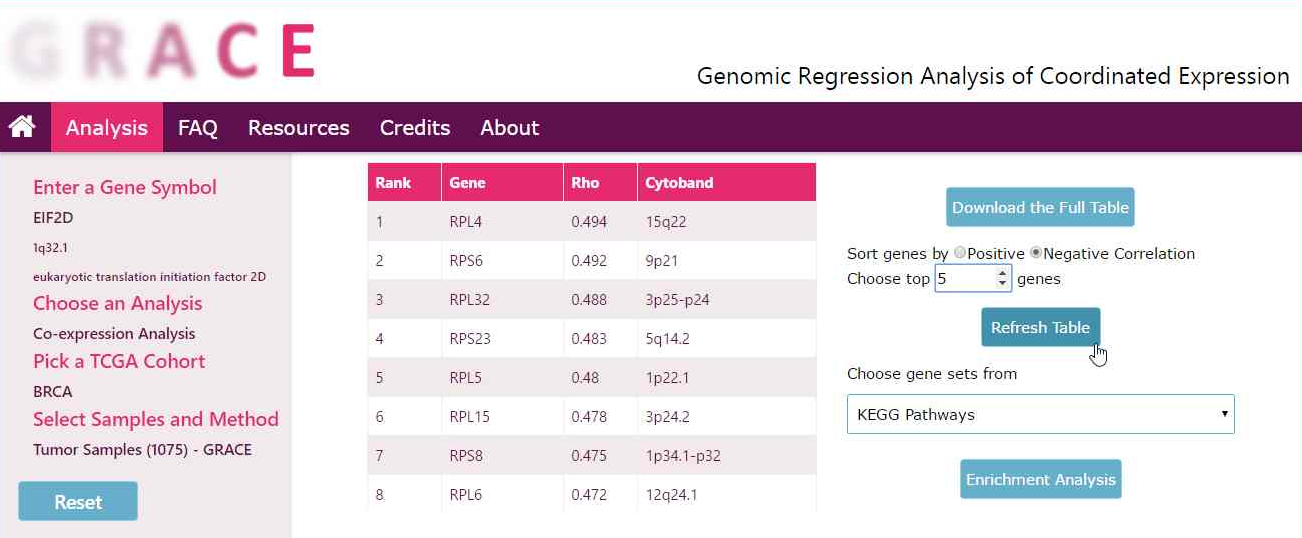 GRACE
Genomic Regression Analysis of Coordinated Expression
Analysis FAQ Resources Credits About
Enter a Gene Symbol
EIF2D
1q32.1
eukaryotic translation initiation factor 2D
Choose an Analysis
Co-expression Analysis
Pick a TCGA Cohort
BRCA
Select Samples and Method
Tumor Samples (1075) - GRACE
Reset
Rank Gene Rho Cytoband
1 RPL4 0.494 15q22
2 RPS6 0.492 9p21
3 RPL32 0.488 3p25-p24
4 RPS23 0.483 5q14.2
5 RPL5 0.48 1p22.1
6 RPL15 0.478 3p24.2
7 RPS8 0.475 1p34.1-p32
8 RPL6 0.472 12q24.1
Download the Full Table
Sort genes by Positive Negative Correlation
Choose top 5 genes
Refresh Table
Choose gene sets from
KEGG Pathways
Enrichment Analysis